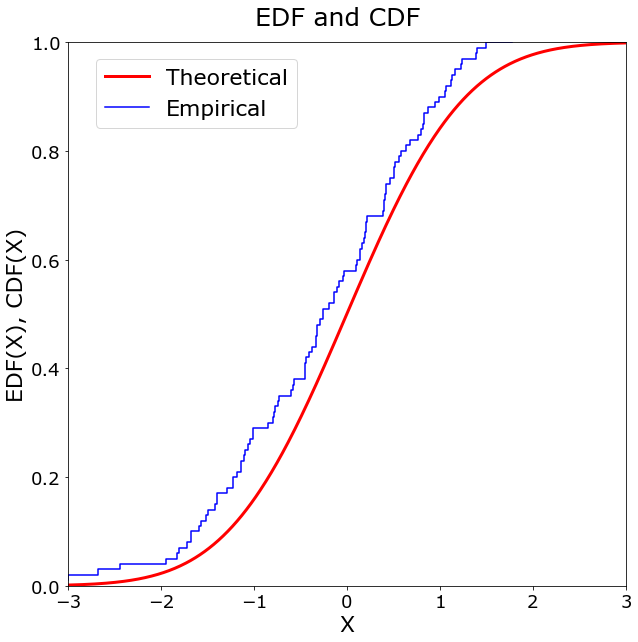 EDF and CDF
Theoretical
Empirical
EDF(X), CDF(X)
1.0
0.8
0.6
0.4
0.2
0.0
−3 −2 −1 0 1 2 3
X